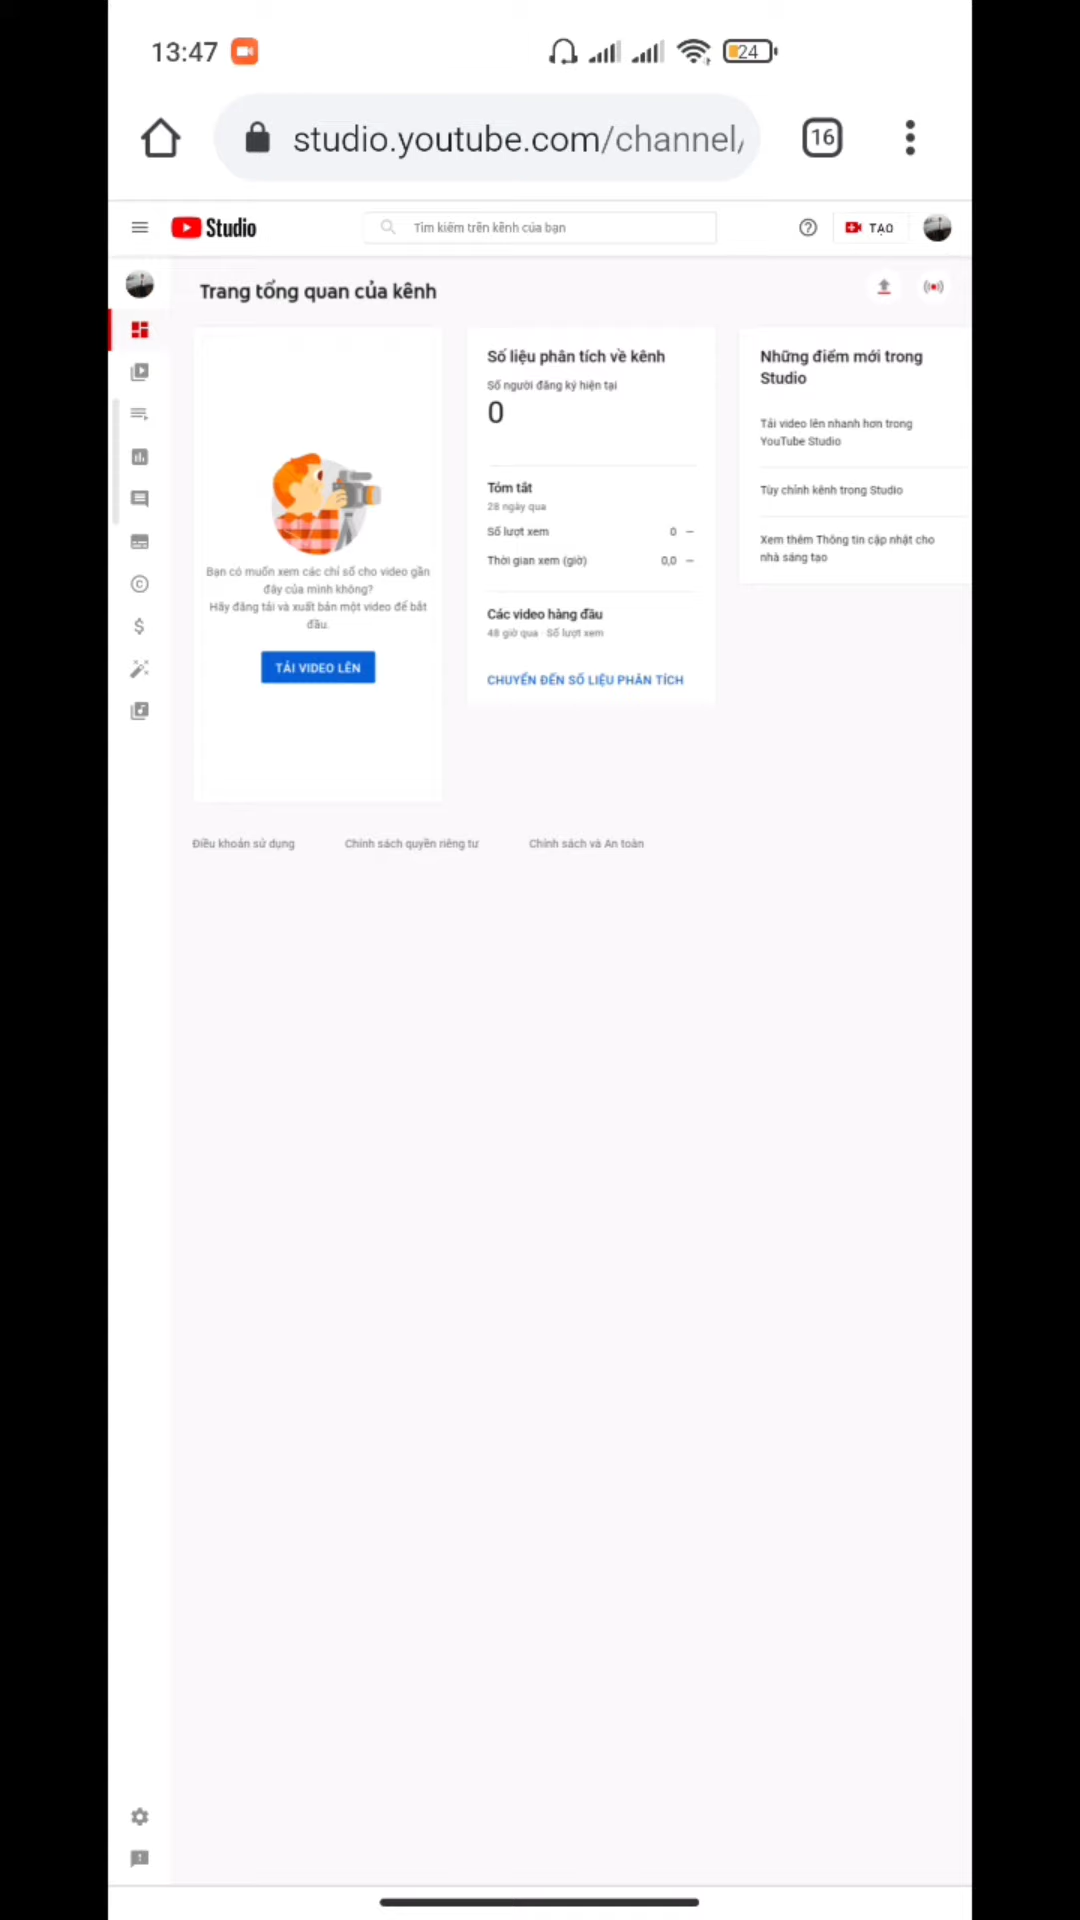 13:47
24
studio.youtube.com/channel/
16
Studio
Tìm kiếm trên kênh của bạn
TẠO
Trang tổng quan của kênh
Bạn có muốn xem các chỉ số cho video gần
đây của mình không?
Hãy đăng tải và xuất bản một video để bắt
đầu.
TẢI VIDEO LÊN
Số liệu phân tích về kênh
Số người đăng ký hiện tại
0
Tóm tắt
28 ngày qua
Số lượt xem 0 —
Thời gian xem (giờ) 0,0 —
Các video hàng đầu
48 giờ qua · Số lượt xem
CHUYỂN ĐẾN SỐ LIỆU PHÂN TÍCH
Những điểm mới trong
Studio
Tải video lên nhanh hơn trong
YouTube Studio
Tùy chỉnh kênh trong Studio
Xem thêm Thông tin cập nhật cho
nhà sáng tạo
Điều khoản sử dụng
Chính sách quyền riêng tư
Chính sách và An toàn